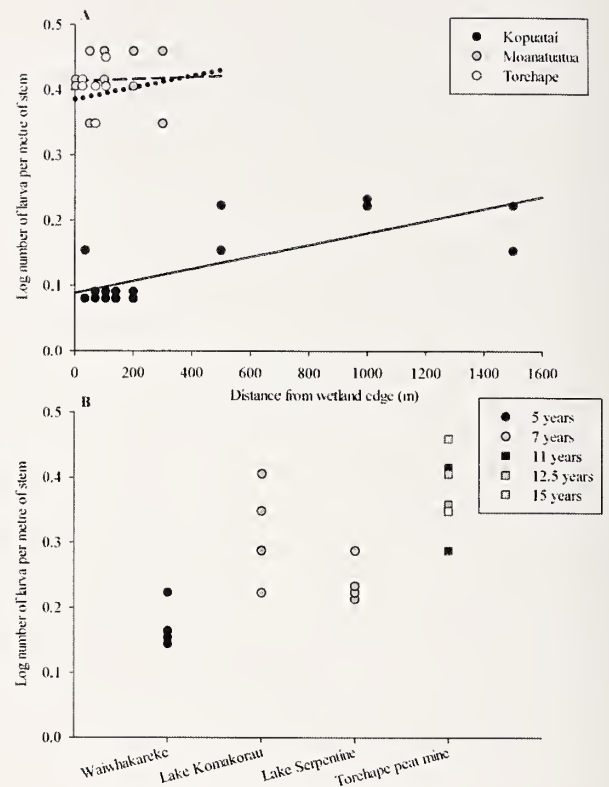 A
Kopuatai
Moanatuatua
Torehape
Log number of larva per metre of stem
0.5
0.4
0.3
0.2
0.1
0.0
0
200
400
600
800
1000
1200
1400
1600
Distance from wetland edge (m)
B
5 years
7 years
11 years
12.5 years
15 years
Log number of larva per metre of stem
0.5
0.4
0.3
0.2
0.1
0.0
Waiwhakareke
Lake Komakorau
Lake Serpentine
Torehape peat mine